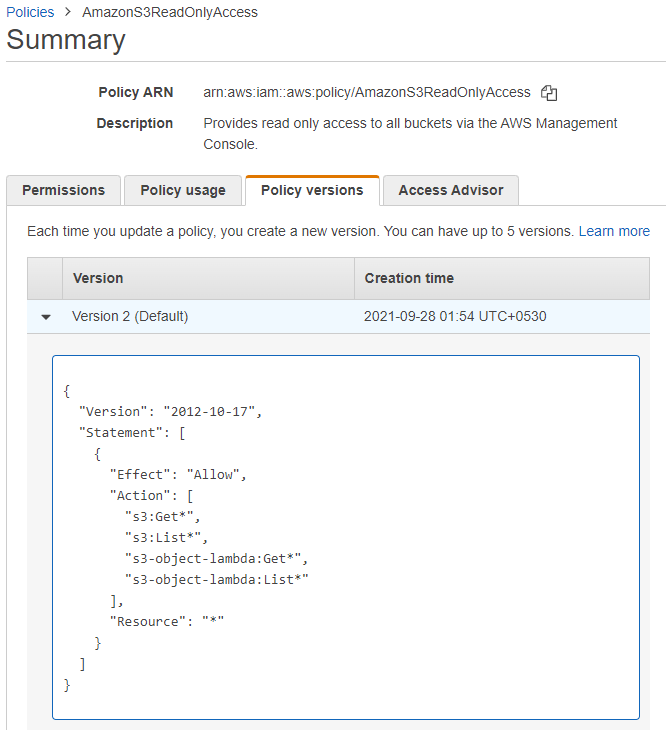 Policies > AmazonS3ReadOnlyAccess
Summary
Policy ARN arn:aws:iam::aws:policy/AmazonS3ReadOnlyAccess
Description Provides read only access to all buckets via the AWS Management
Console.
Permissions Policy usage Policy versions Access Advisor
Each time you update a policy, you create a new version. You can have up to 5 versions. Learn more
Version Creation time
Version 2 (Default) 2021-09-28 01:54 UTC+0530
{
  "Version": "2012-10-17",
  "Statement": [
    {
      "Effect": "Allow",
      "Action": [
        "s3:Get*",
        "s3:List*",
        "s3-object-lambda:Get*",
        "s3-object-lambda:List*"
      ],
      "Resource": "*"
    }
  ]
}